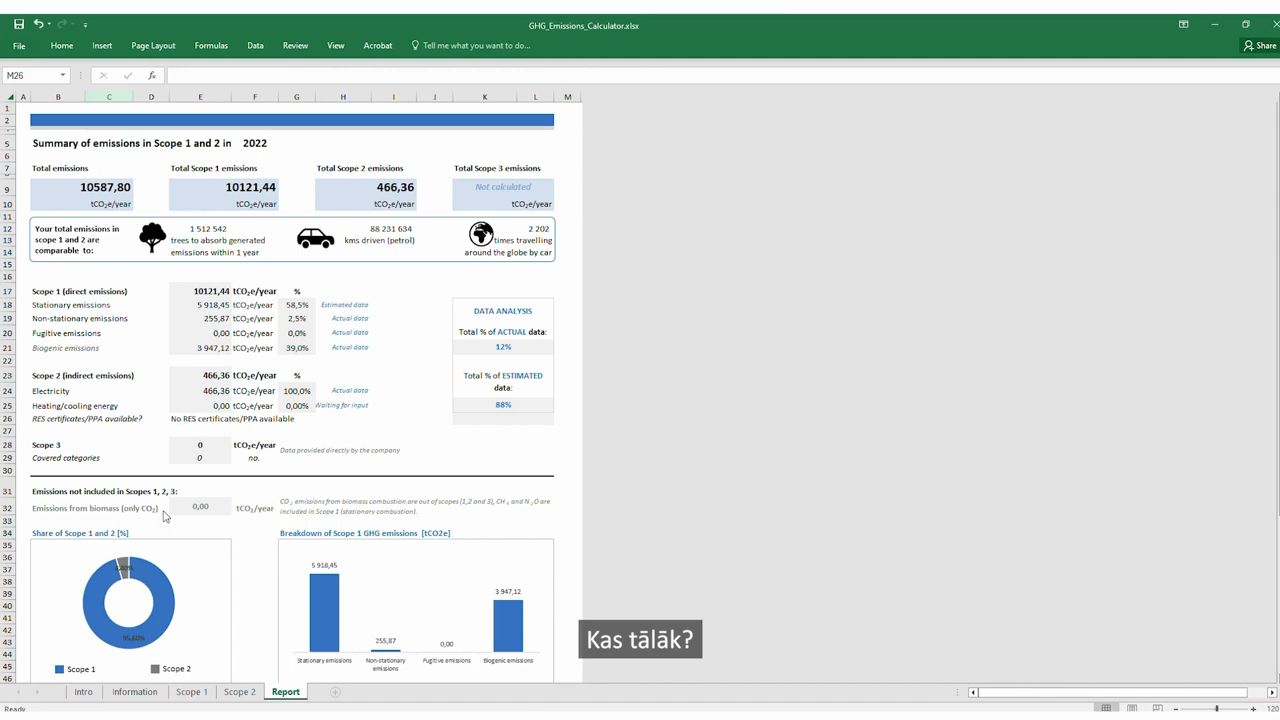 GHG_Emissions_Calculator.xlsx
File Home Insert Page Layout Formulas Data Review View Acrobat Tell me what you want to do... Share
M26
A B C D E F G H I J K L M
Summary of emissions in Scope 1 and 2 in 2022
Total emissions Total Scope 1 emissions Total Scope 2 emissions Total Scope 3 emissions
10587,80 10121,44 466,36 Not calculated
tCO₂e/year tCO₂e/year tCO₂e/year tCO₂e/year
Your total emissions in scope 1 and 2 are comparable to:
1 512 542
trees to absorb generated
emissions within 1 year
88 231 634
kms driven (petrol)
2 202
times travelling
around the globe by car
Scope 1 (direct emissions) 10121,44 tCO₂e/year %
Stationary emissions 5 918,45 tCO₂e/year 58,5% Estimated data
Non-stationary emissions 255,87 tCO₂e/year 2,5% Actual data
Fugitive emissions 0,00 tCO₂e/year 0,0% Actual data
Biogenic emissions 3 947,12 tCO₂e/year 39,0% Actual data
DATA ANALYSIS
Total % of ACTUAL data:
12%
Total % of ESTIMATED
data:
88%
Scope 2 (indirect emissions) 466,36 tCO₂e/year %
Electricity 466,36 tCO₂e/year 100,0% Actual data
Heating/cooling energy 0,00 tCO₂e/year 0,00% Waiting for input
RES certificates/PPA available? No RES certificates/PPA available
Scope 3 0 tCO₂e/year
Data provided directly by the company
Covered categories 0 no.
Emissions not included in Scopes 1, 2, 3:
Emissions from biomass (only CO₂) 0,00 tCO₂/year
CO₂ emissions from biomass combustion are out of scopes (1,2 and 3), CH₄ and N₂O are
included in Scope 1 (stationary combustion).
Share of Scope 1 and 2 [%]
95,60%
Scope 1 Scope 2
Breakdown of Scope 1 GHG emissions [tCO2e]
5 918,45 255,87 0,00 3 947,12
Stationary emissions Non-stationary emissions Fugitive emissions Biogenic emissions
Kas tālāk?
Intro Information Scope 1 Scope 2 Report
Ready
120